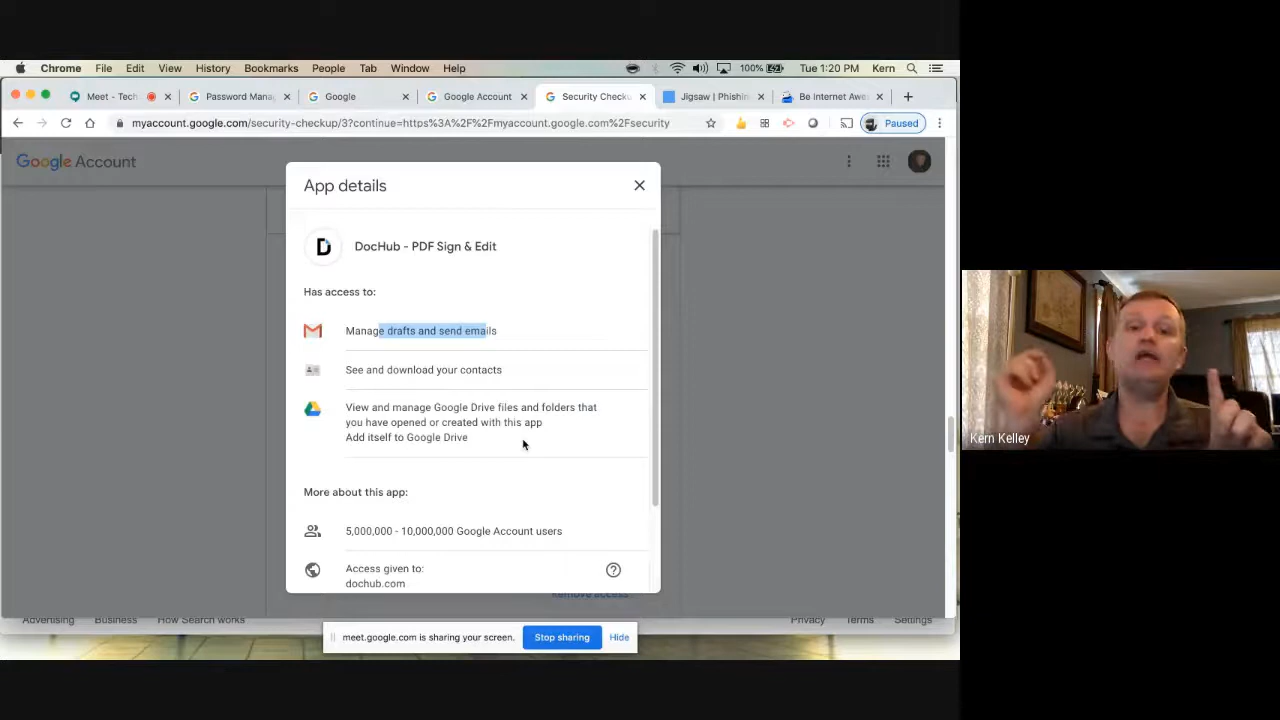 Chrome File Edit View History Bookmarks People Tab Window Help 100% Tue 1:20 PM Kern
Meet - Tech Password Mana Google Google Account Security Checku Jigsaw | Phishin Be Internet Awe
myaccount.google.com/security-checkup/3?continue=https%3A%2F%2Fmyaccount.google.com%2Fsecurity Paused
Google Account
App details
D
DocHub - PDF Sign & Edit
Has access to:
Manage drafts and send emails
See and download your contacts
View and manage Google Drive files and folders that
you have opened or created with this app
Add itself to Google Drive
More about this app:
5,000,000 - 10,000,000 Google Account users
Access given to:
dochub.com
Remove access
Advertising Business How Search works Privacy Terms Settings
meet.google.com is sharing your screen. Stop sharing Hide
Kern Kelley